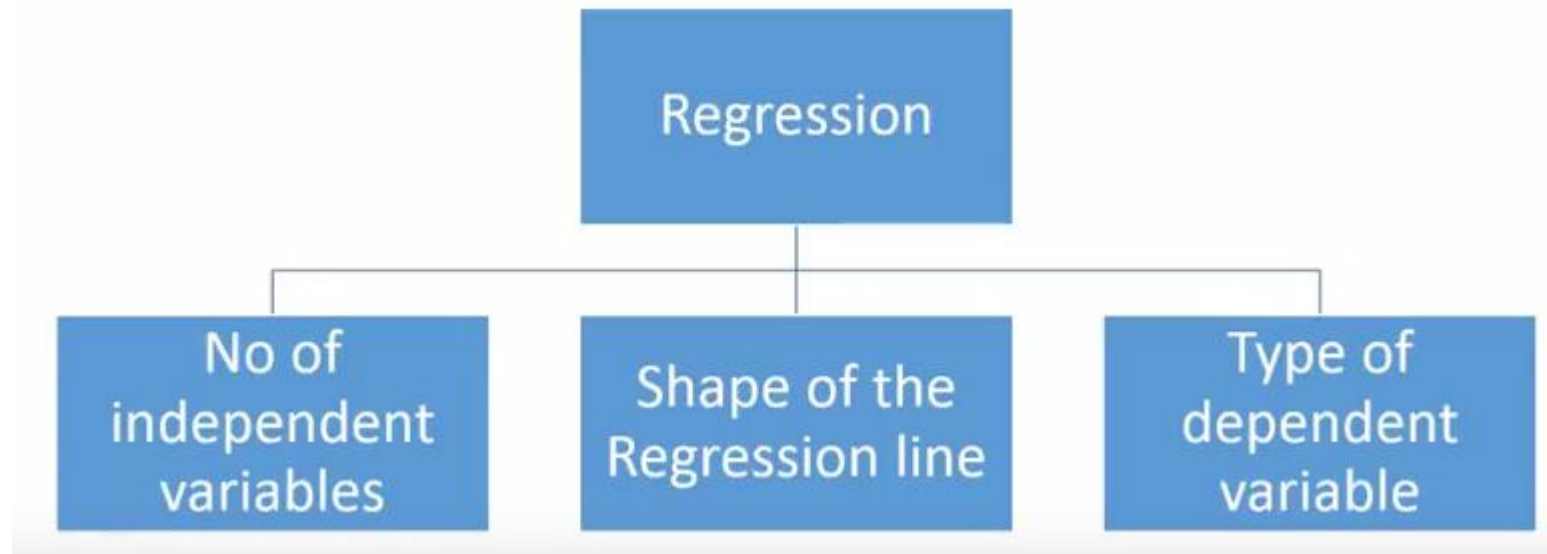 Regression
No of
independent
variables
Shape of the
Regression line
Type of
dependent
variable